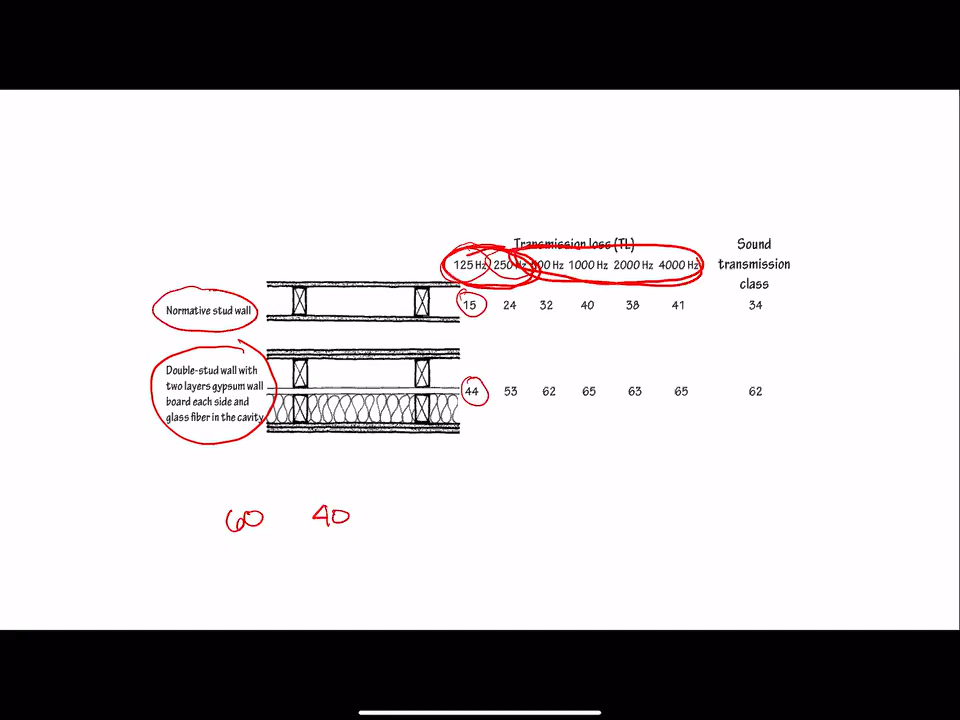 Transmission loss (TL)
Sound
transmission
class
125 Hz 250 Hz 500 Hz 1000 Hz 2000 Hz 4000 Hz
Normative stud wall
15 24 32 40 38 41 34
Double-stud wall with
two layers gypsum wall
board each side and
glass fiber in the cavity
44 53 62 65 63 65 62
60 40